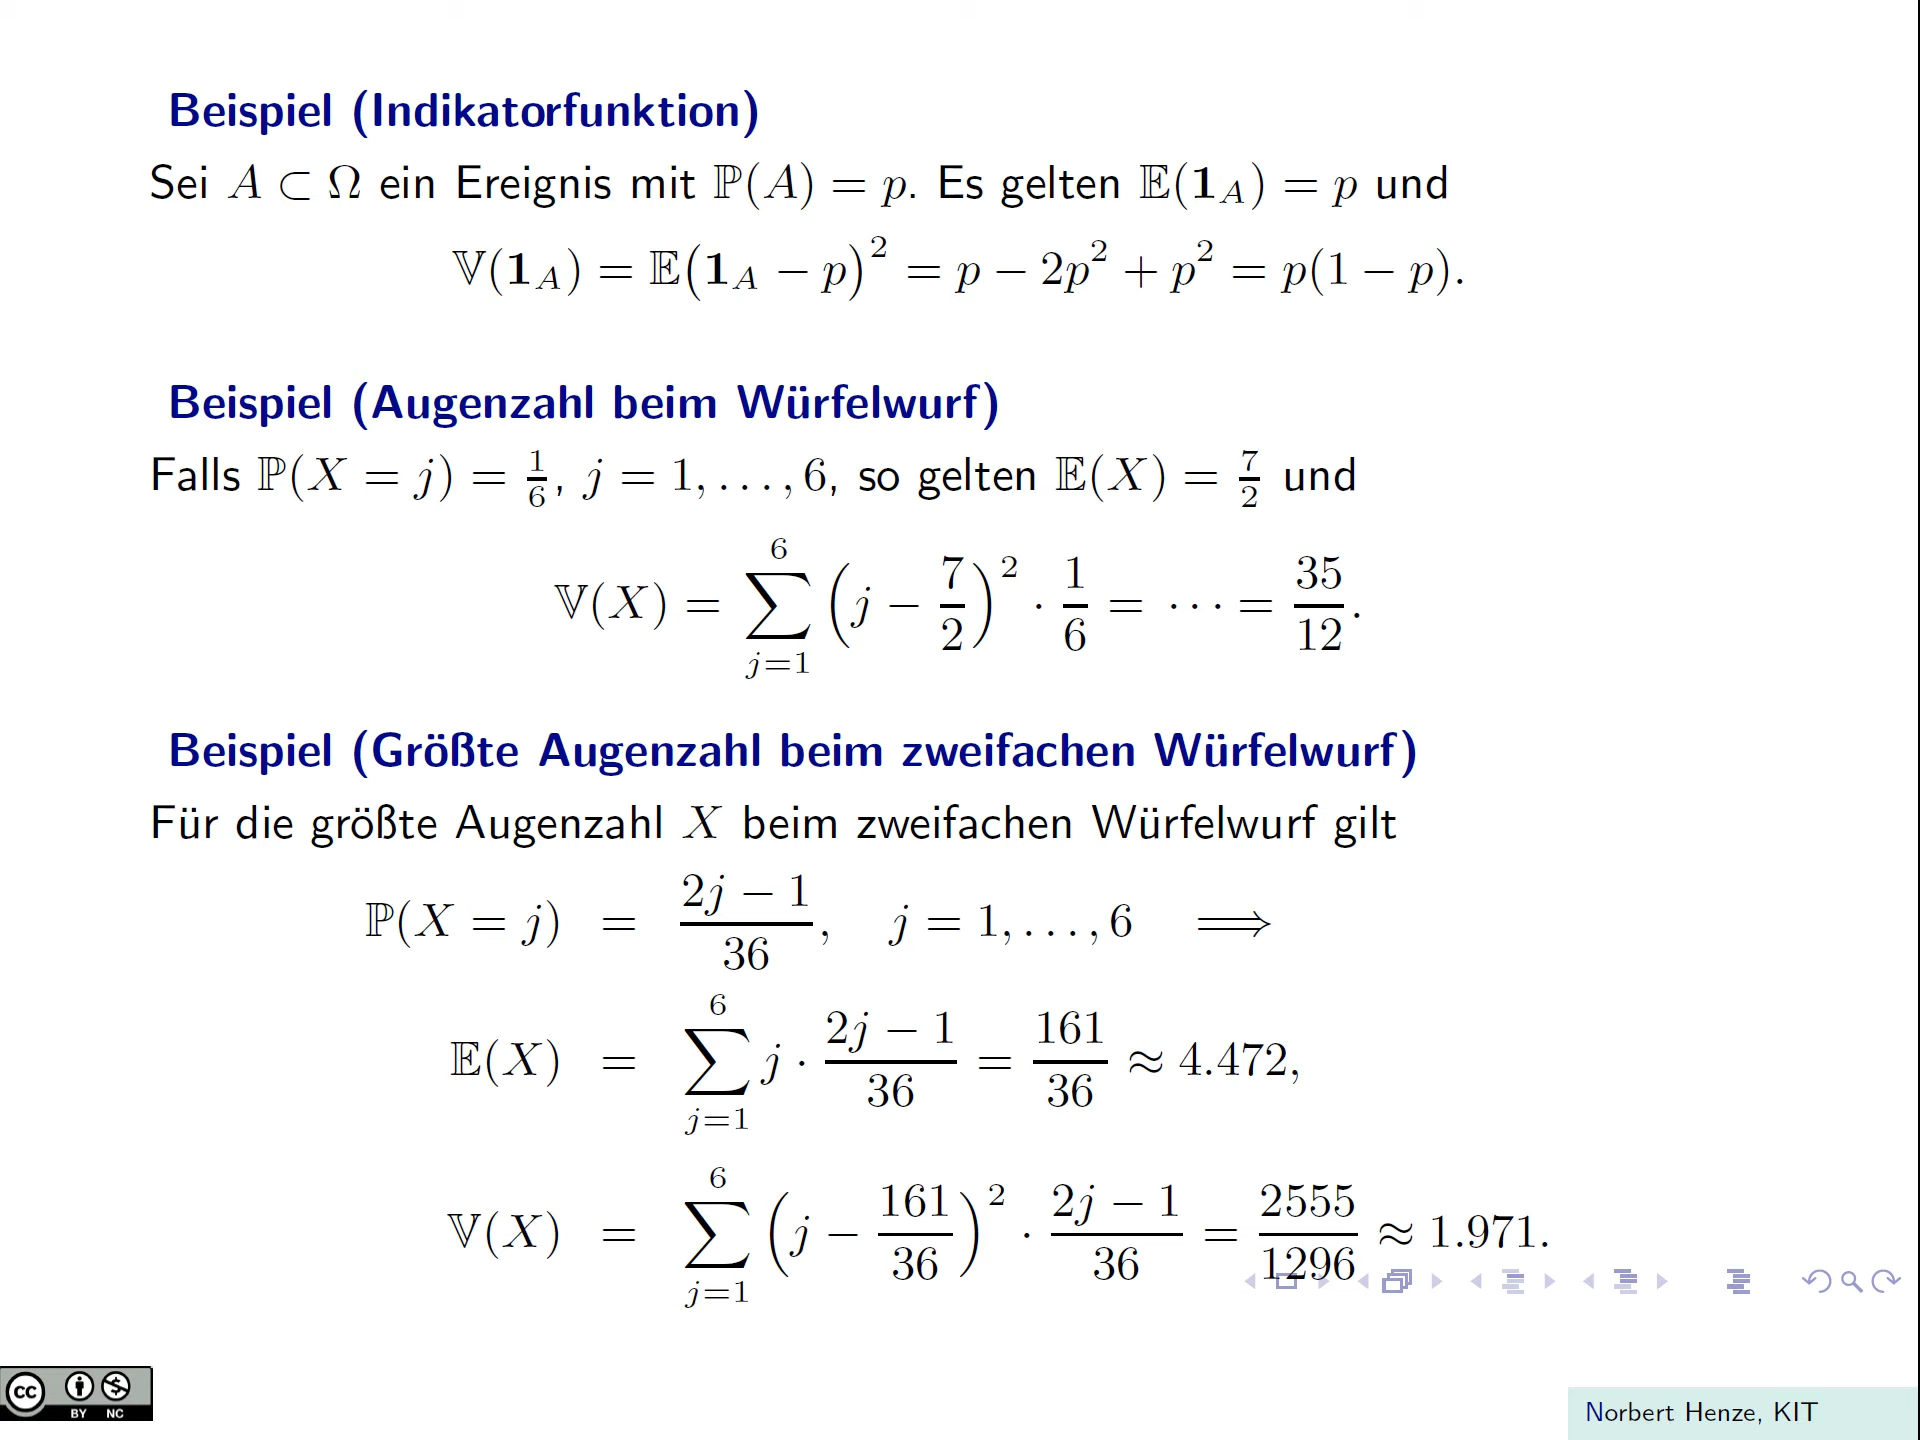 Beispiel (Indikatorfunktion)
Sei A ⊂ Ω ein Ereignis mit ℙ(A) = p. Es gelten 𝔼(𝟏_A) = p und
𝕍(𝟏_A) = 𝔼(𝟏_A − p)² = p − 2p² + p² = p(1 − p).
Beispiel (Augenzahl beim Würfelwurf)
Falls ℙ(X = j) = 1/6, j = 1, . . . , 6, so gelten 𝔼(X) = 7/2 und
𝕍(X) = ∑_{j=1}^{6} (j − 7/2)² · 1/6 = · · · = 35/12.
Beispiel (Größte Augenzahl beim zweifachen Würfelwurf)
Für die größte Augenzahl X beim zweifachen Würfelwurf gilt
ℙ(X = j) = (2j − 1)/36, j = 1, . . . , 6 ⟹
𝔼(X) = ∑_{j=1}^{6} j · (2j − 1)/36 = 161/36 ≈ 4.472,
𝕍(X) = ∑_{j=1}^{6} (j − 161/36)² · (2j − 1)/36 = 2555/1296 ≈ 1.971.
cc BY NC
Norbert Henze, KIT